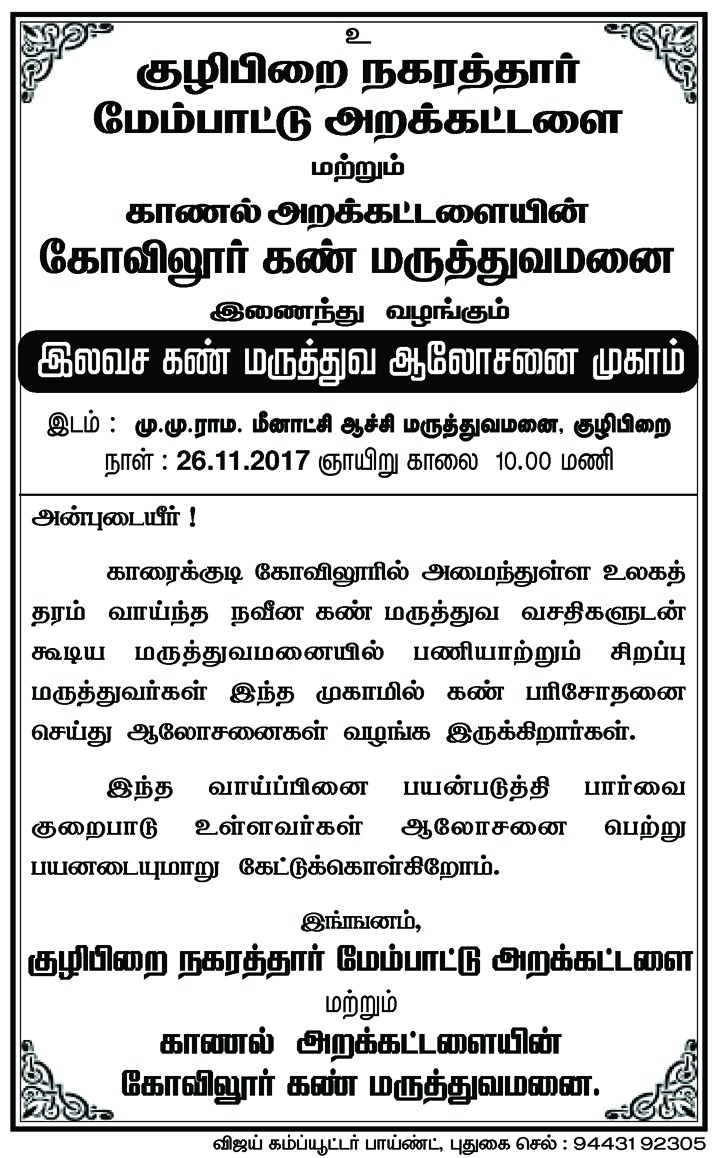 உ
குழிபிறை நகரத்தார்
மேம்பாட்டு அறக்கட்டளை
மற்றும்
காணல் அறக்கட்டளையின்
கோவிலூர் கண் மருத்துவமனை
இணைந்து வழங்கும்
இலவச கண் மருத்துவ ஆலோசனை முகாம்
இடம் : மு.மு.ராம. மீனாட்சி ஆச்சி மருத்துவமனை, குழிபிறை
நாள் : 26.11.2017 ஞாயிறு காலை 10.00 மணி
அன்புடையீர் !
காரைக்குடி கோவிலூரில் அமைந்துள்ள உலகத்
தரம் வாய்ந்த நவீன கண் மருத்துவ வசதிகளுடன்
கூடிய மருத்துவமனையில் பணியாற்றும் சிறப்பு
மருத்துவர்கள் இந்த முகாமில் கண் பரிசோதனை
செய்து ஆலோசனைகள் வழங்க இருக்கிறார்கள்.
இந்த வாய்ப்பினை பயன்படுத்தி பார்வை
குறைபாடு உள்ளவர்கள் ஆலோசனை பெற்று
பயனடையுமாறு கேட்டுக்கொள்கிறோம்.
இங்ஙனம்,
குழிபிறை நகரத்தார் மேம்பாட்டு அறக்கட்டளை
மற்றும்
காணல் அறக்கட்டளையின்
கோவிலூர் கண் மருத்துவமனை.
விஜய் கம்ப்யூட்டர் பாய்ண்ட், புதுகை செல் : 94431 92305